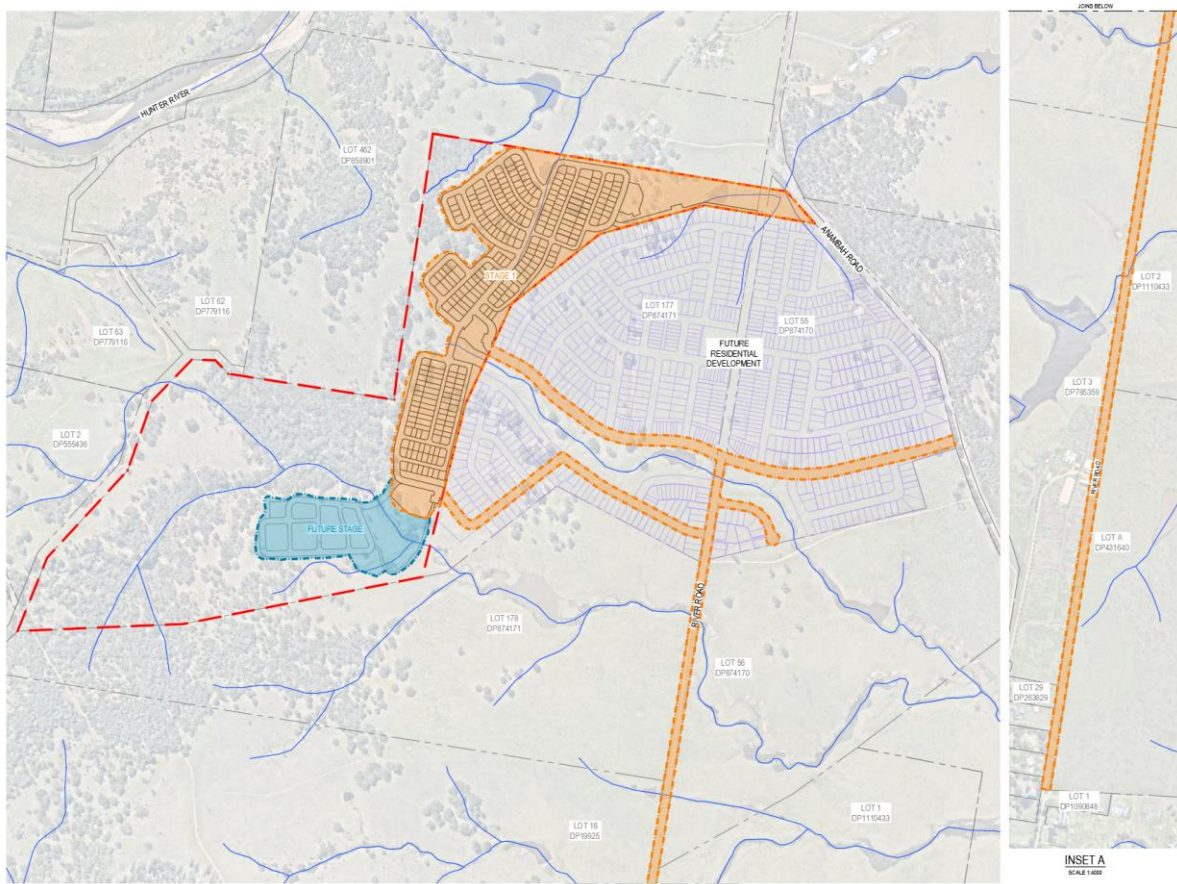 JOINS BELOW
HUNTER RIVER
LOT 462
DP858901
ANAMBAH ROAD
STAGE 1
LOT 2
DP1110433
LOT 62
DP779116
LOT 177
DP874171
LOT 55
DP874170
LOT 63
DP779116
FUTURE
RESIDENTIAL
DEVELOPMENT
LOT 3
DP785359
LOT 2
DP555436
RIVER ROAD
FUTURE STAGE
LOT A
DP431640
RIVER ROAD
LOT 178
DP874171
LOT 56
DP874170
LOT 29
DP263829
LOT 16
DP19925
LOT 1
DP1110433
LOT 1
DP1090648
INSET A
SCALE 1:4000